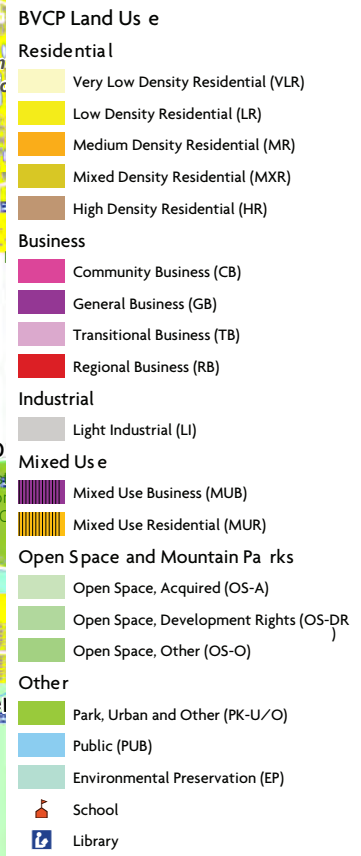 BVCP Land Us e
Residential
Very Low Density Residential (VLR)
Low Density Residential (LR)
Medium Density Residential (MR)
Mixed Density Residential (MXR)
High Density Residential (HR)
Business
Community Business (CB)
General Business (GB)
Transitional Business (TB)
Regional Business (RB)
Industrial
Light Industrial (LI)
Mixed Us e
Mixed Use Business (MUB)
Mixed Use Residential (MUR)
Open Space and Mountain Pa rks
Open Space, Acquired (OS-A)
Open Space, Development Rights (OS-DR
)
Open Space, Other (OS-O)
Other
Park, Urban and Other (PK-U/O)
Public (PUB)
Environmental Preservation (EP)
School
Library